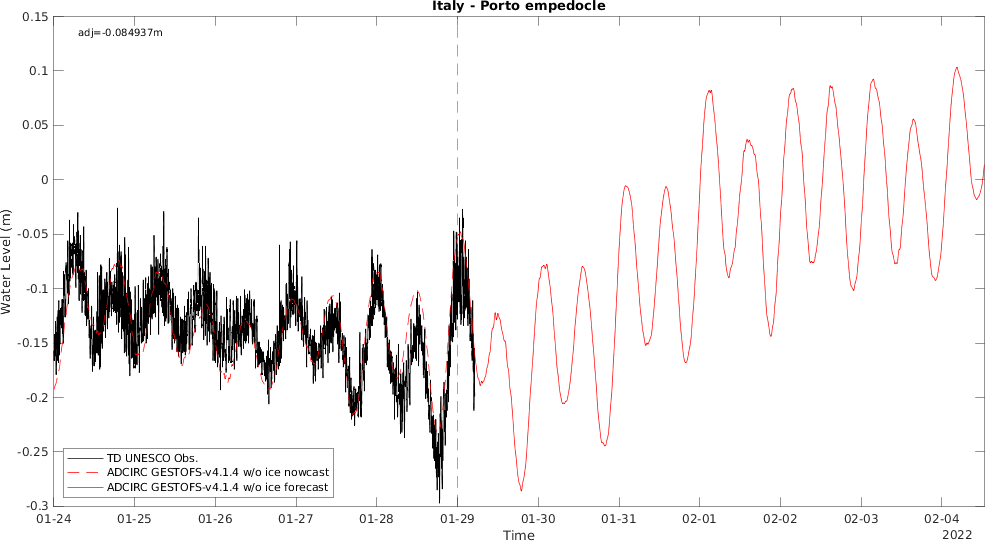 Italy - Porto empedocle
adj=-0.084937m
0.15
0.1
0.05
0
-0.05
-0.1
-0.15
-0.2
-0.25
-0.3
Water Level (m)
TD UNESCO Obs.
ADCIRC GESTOFS-v4.1.4 w/o ice nowcast
ADCIRC GESTOFS-v4.1.4 w/o ice forecast
01-24 01-25 01-26 01-27 01-28 01-29 01-30 01-31 02-01 02-02 02-03 02-04
Time
2022